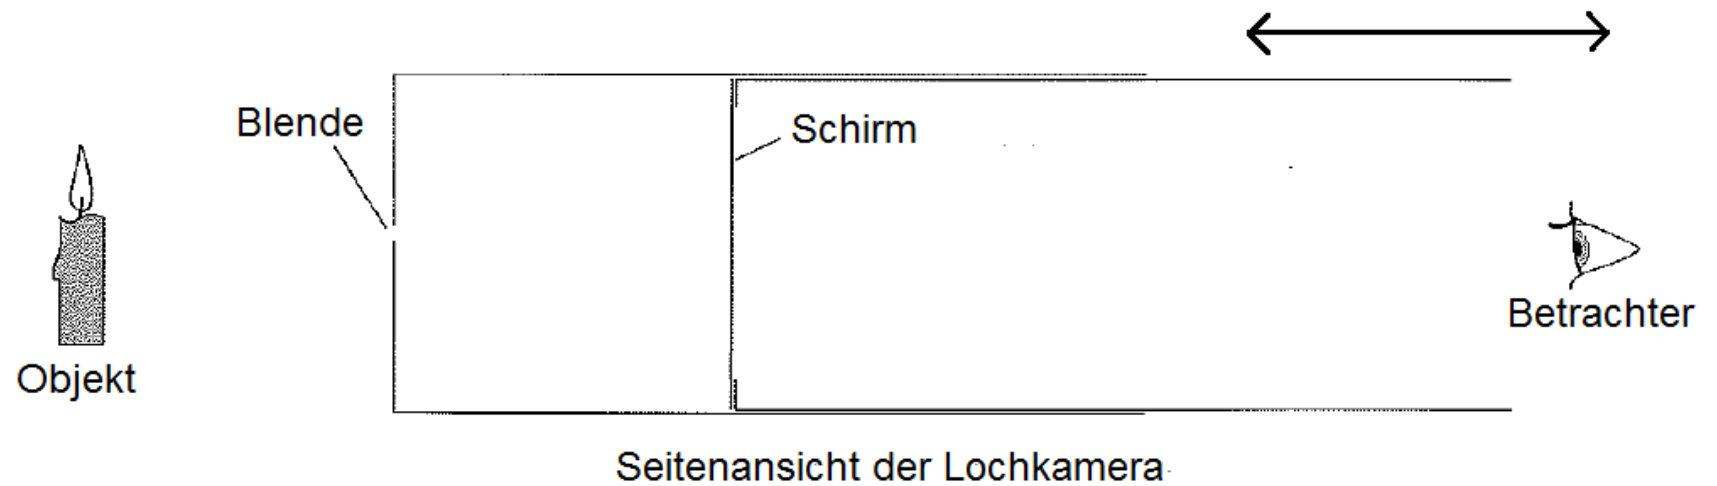 Blende
Schirm
Objekt
Betrachter
Seitenansicht der Lochkamera